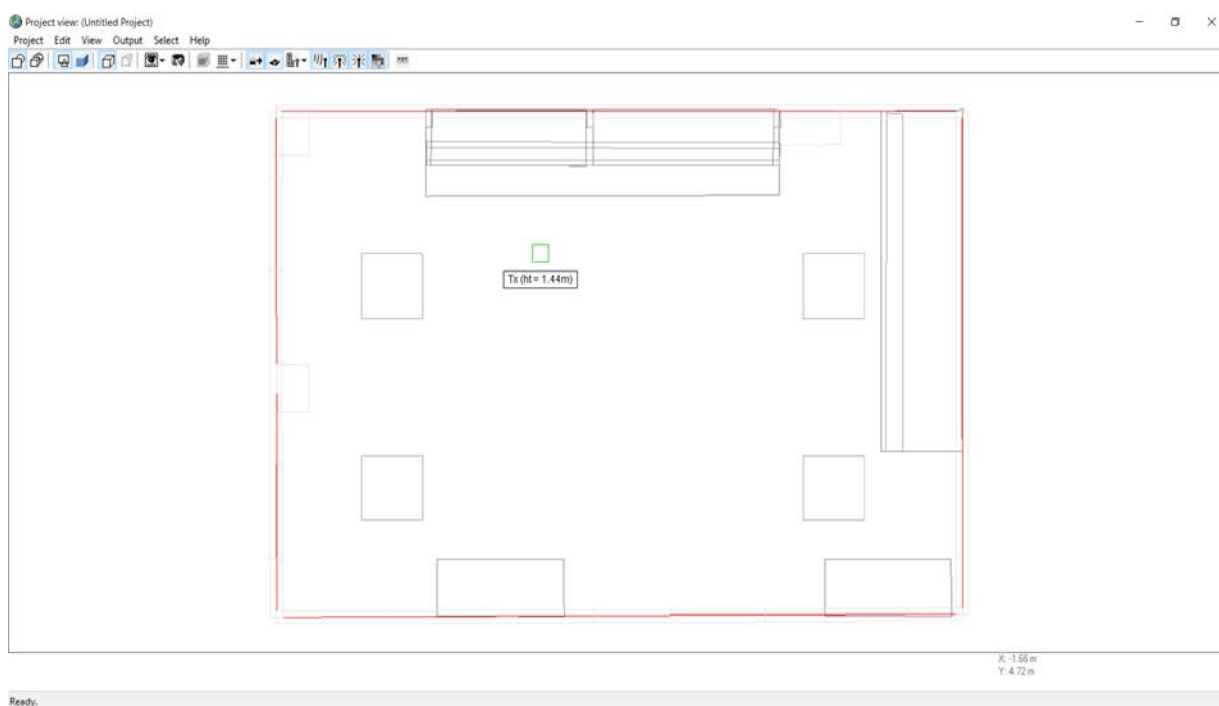 Project view: (Untitled Project)
Project Edit View Output Select Help
Tx (ht = 1.44m)
X: -1.66 m
Y: 4.72 m
Ready.